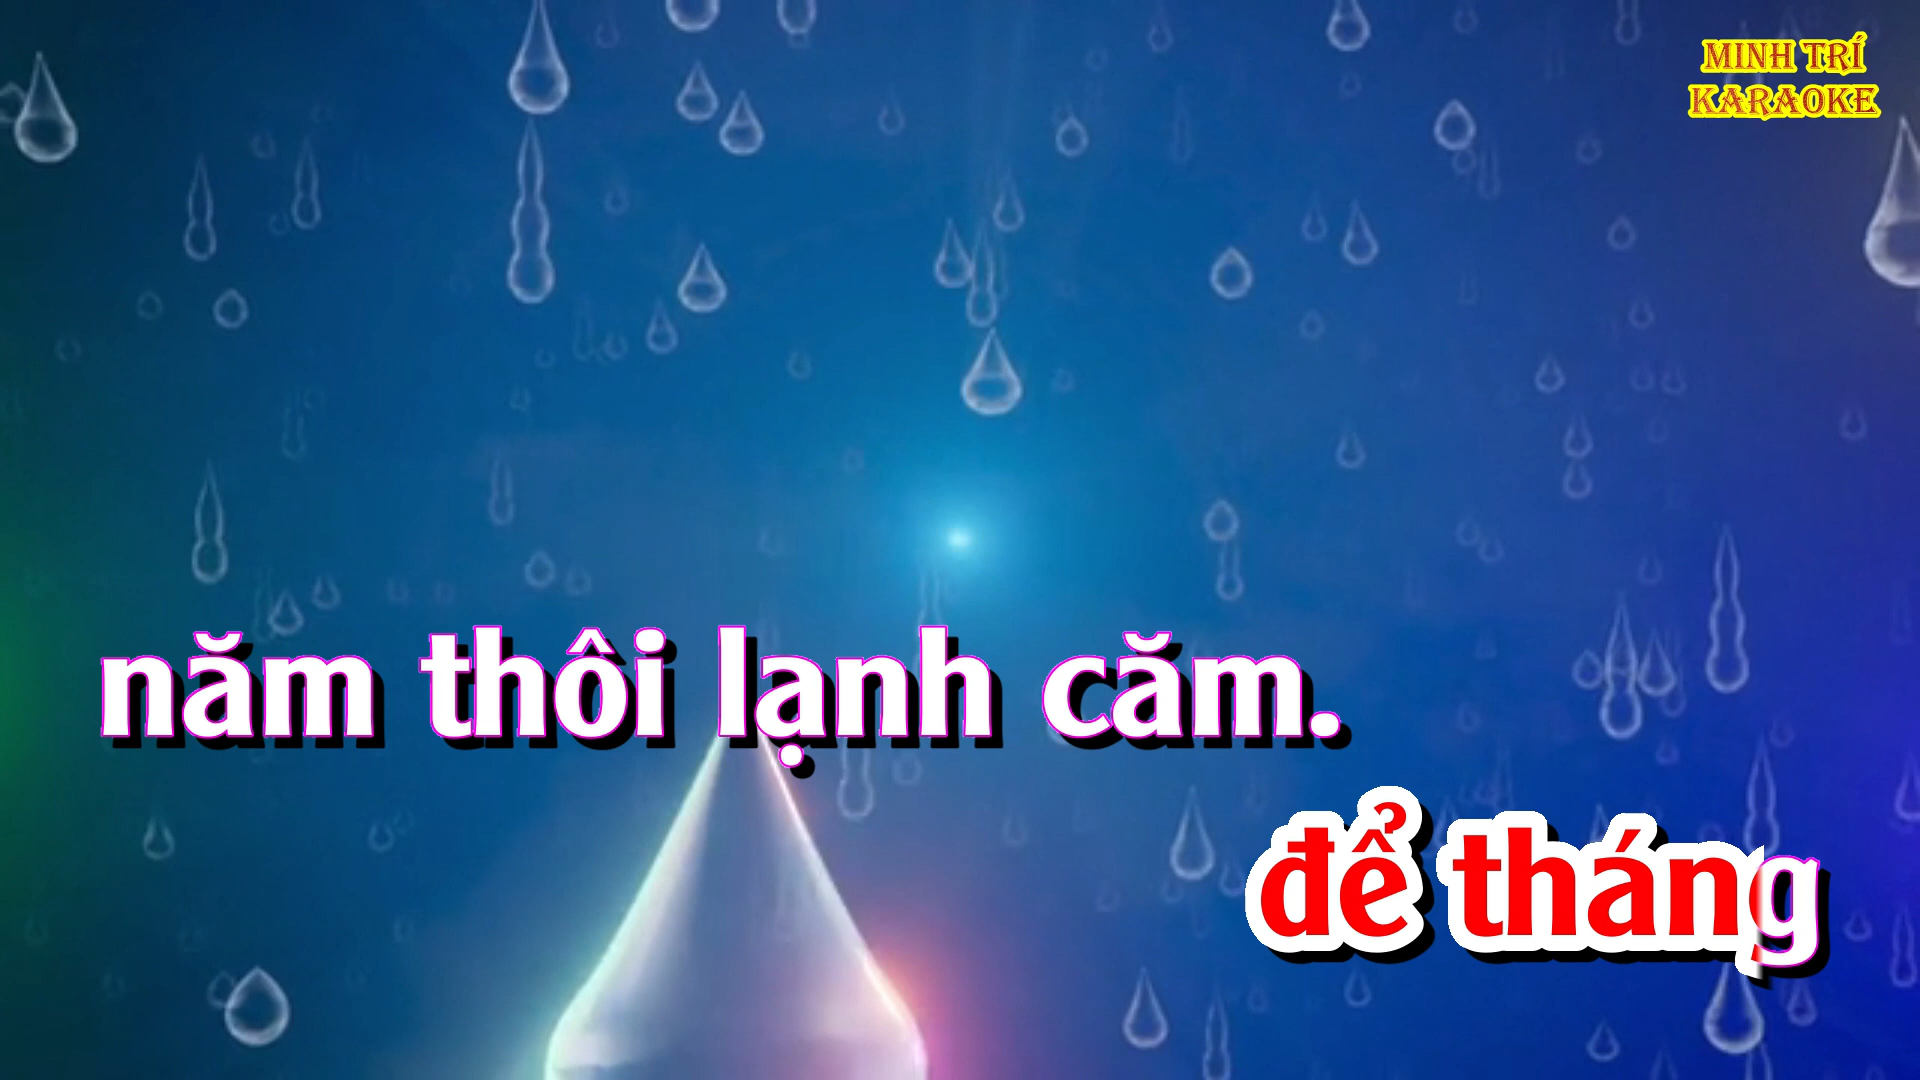 MINH TRÍ
KARAOKE
năm thôi lạnh căm.
để tháng